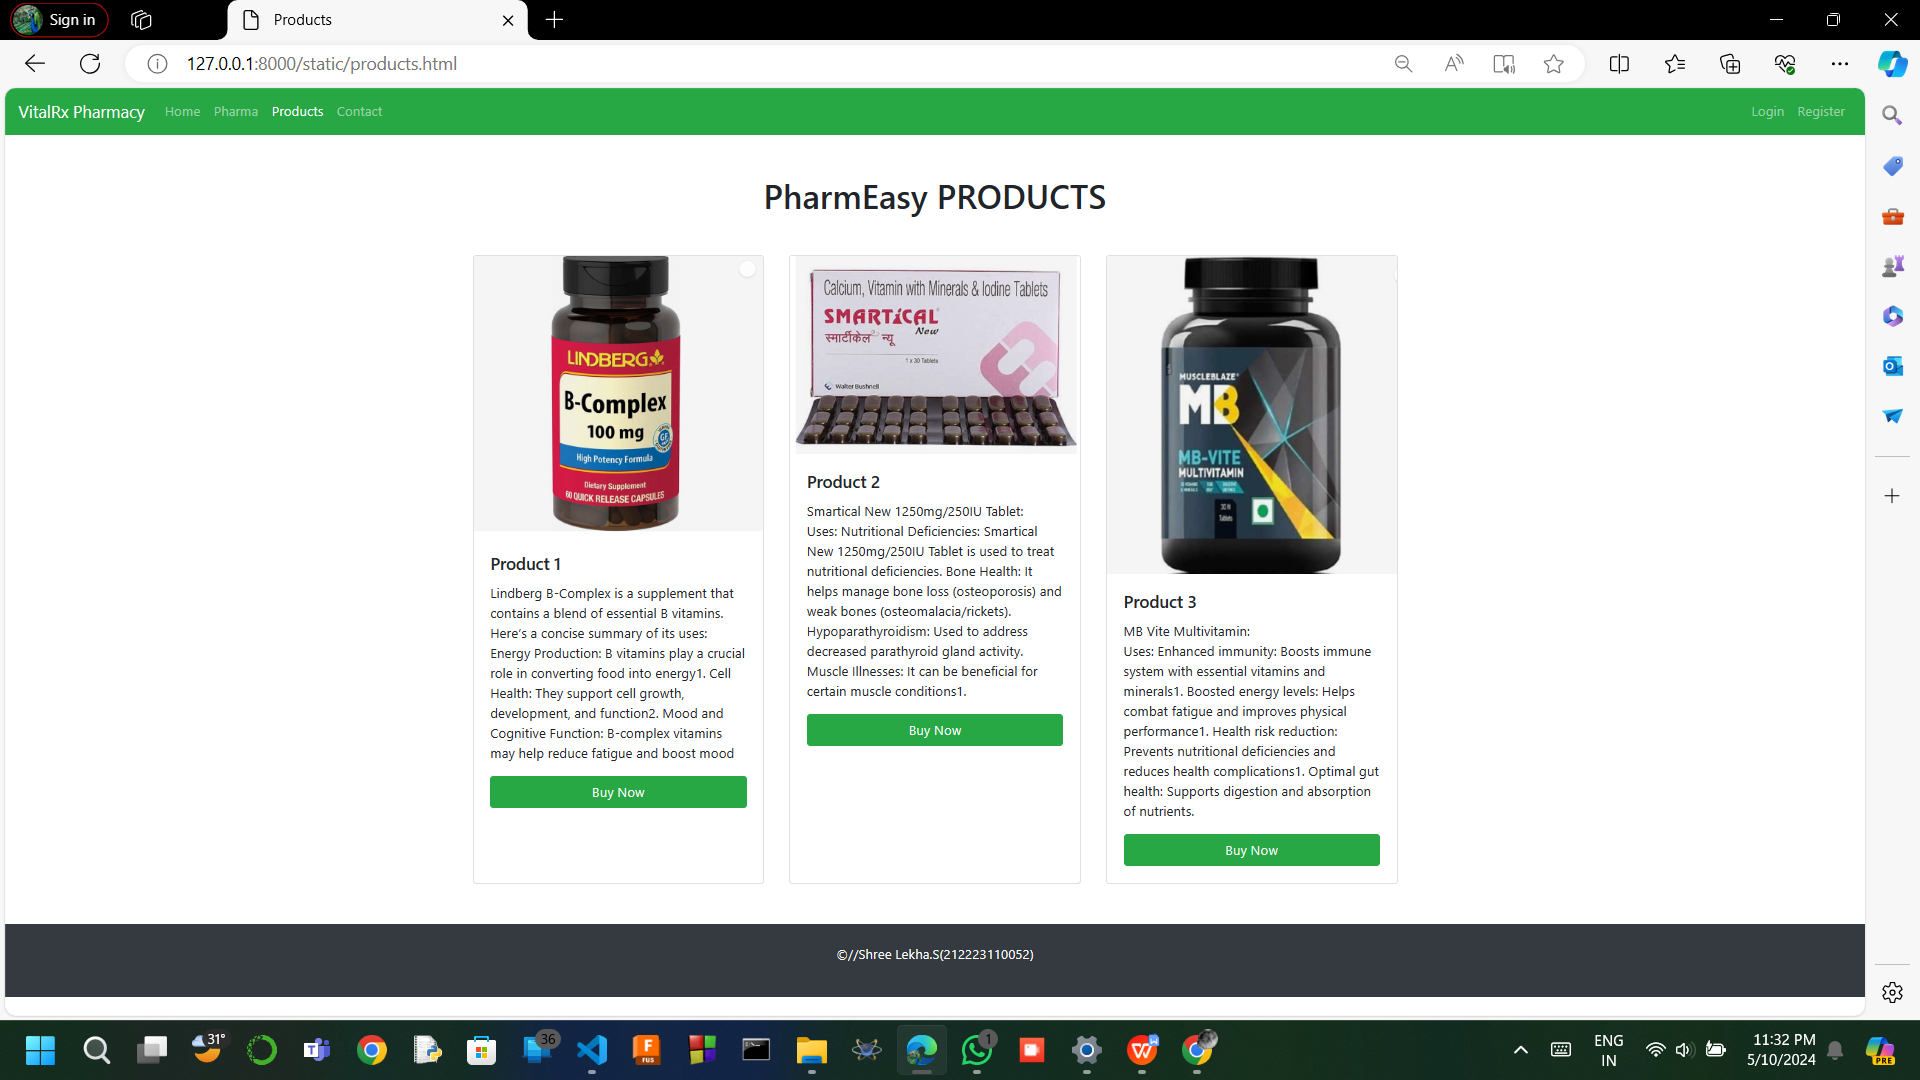 Sign in
Products
127.0.0.1:8000/static/products.html
VitalRx Pharmacy Home Pharma Products Contact Login Register
PharmEasy PRODUCTS
LINDBERG
B-Complex
100 mg
High Potency Formula
Dietary Supplement
60 QUICK RELEASE CAPSULES
Product 1
Lindberg B-Complex is a supplement that
contains a blend of essential B vitamins.
Here's a concise summary of its uses:
Energy Production: B vitamins play a crucial
role in converting food into energy1. Cell
Health: They support cell growth,
development, and function2. Mood and
Cognitive Function: B-complex vitamins
may help reduce fatigue and boost mood
Buy Now
Calcium, Vitamin with Minerals & Iodine Tablets
SMARTICAL
New
स्मार्टीकेल न्यू
1 x 30 Tablets
Walter Bushnell
Product 2
Smartical New 1250mg/250IU Tablet:
Uses: Nutritional Deficiencies: Smartical
New 1250mg/250IU Tablet is used to treat
nutritional deficiencies. Bone Health: It
helps manage bone loss (osteoporosis) and
weak bones (osteomalacia/rickets).
Hypoparathyroidism: Used to address
decreased parathyroid gland activity.
Muscle Illnesses: It can be beneficial for
certain muscle conditions1.
Buy Now
MUSCLEBLAZE
MB
MB-VITE
MULTIVITAMIN
30 N
Tablets
Product 3
MB Vite Multivitamin:
Uses: Enhanced immunity: Boosts immune
system with essential vitamins and
minerals1. Boosted energy levels: Helps
combat fatigue and improves physical
performance1. Health risk reduction:
Prevents nutritional deficiencies and
reduces health complications1. Optimal gut
health: Supports digestion and absorption
of nutrients.
Buy Now
©//Shree Lekha.S(212223110052)
31°
36
FUS
1
ENG
IN
11:32 PM
5/10/2024
PRE